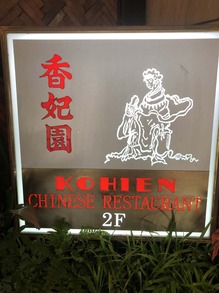 香妃園
KOHIEN
CHINESE RESTAURANT
2F